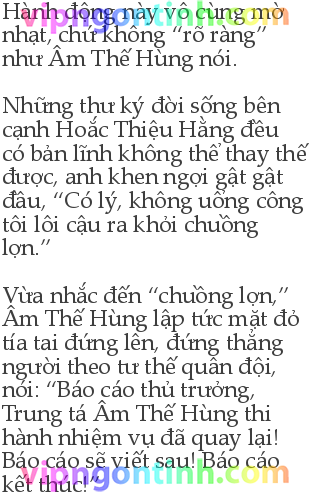 vipngontinh.com
Hành động này vô cùng mờ
nhạt, chứ không “rõ ràng”
như Âm Thế Hùng nói.
Những thư ký đời sống bên
cạnh Hoắc Thiệu Hằng đều
có bản lĩnh không thể thay thế
được, anh khen ngợi gật gật
đầu, “Có lý, không uổng công
tôi lôi cậu ra khỏi chuồng
lợn.”
Vừa nhắc đến “chuồng lợn,”
Âm Thế Hùng lập tức mặt đỏ
tía tai đứng lên, đứng thẳng
người theo tư thế quân đội,
nói: “Báo cáo thủ trưởng,
Trung tá Âm Thế Hùng thi
hành nhiệm vụ đã quay lại!
Báo cáo sẽ viết sau! Báo cáo
kết thúc!”
vipngontinh.com